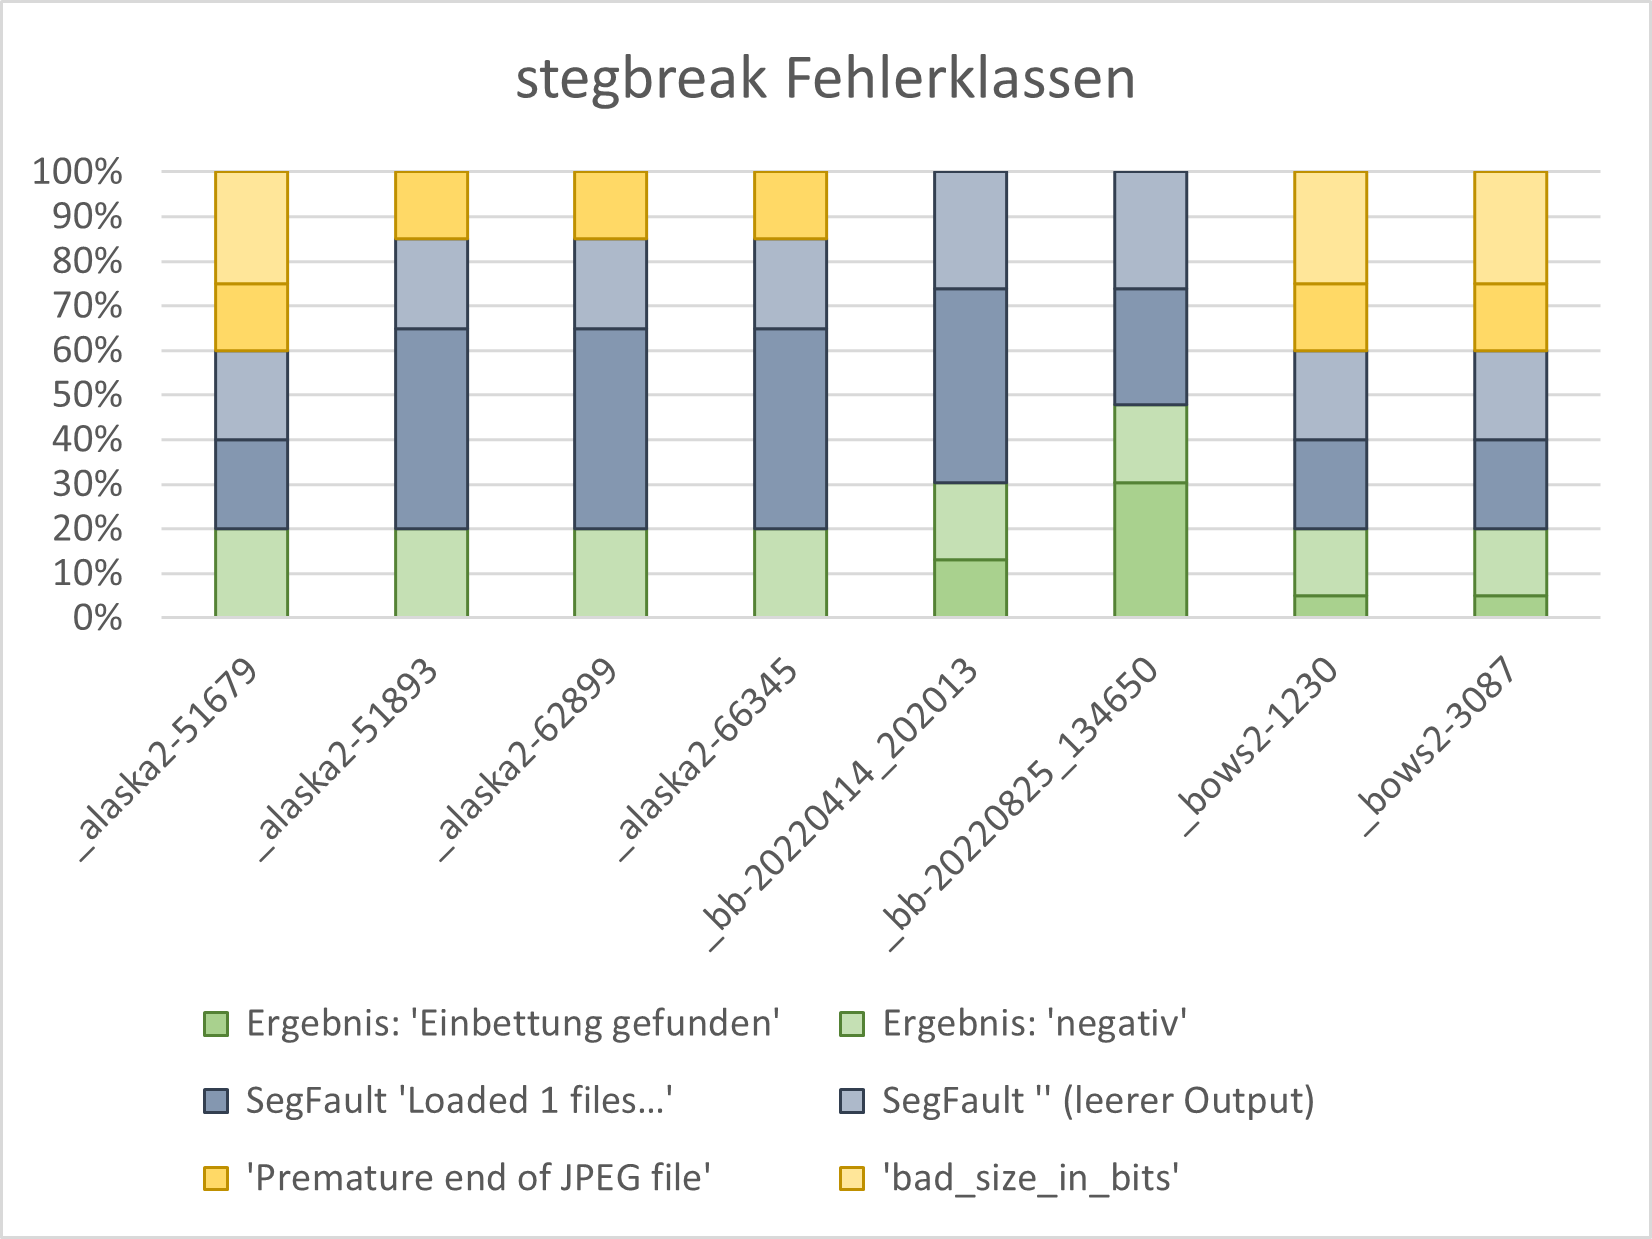 stegbreak Fehlerklassen
100%
90%
80%
70%
60%
50%
40%
30%
20%
10%
0%
_alaska2-51679
_alaska2-51893
_alaska2-62899
_alaska2-66345
_bb-20220414_202013
_bb-20220825_134650
_bows2-1230
_bows2-3087
Ergebnis: 'Einbettung gefunden'
Ergebnis: 'negativ'
SegFault 'Loaded 1 files...'
SegFault '' (leerer Output)
'Premature end of JPEG file'
'bad_size_in_bits'